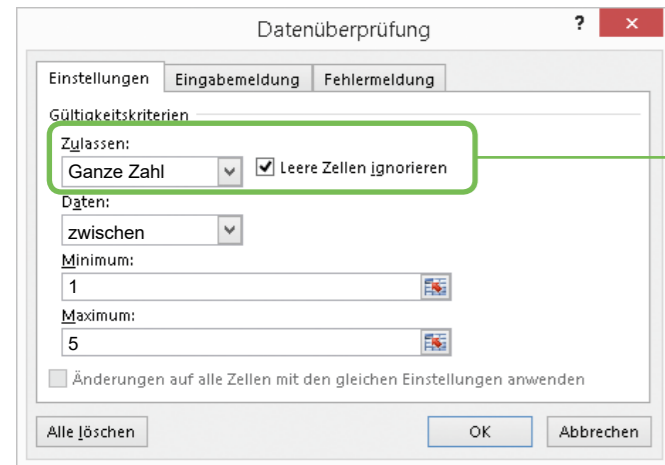 Datenüberprüfung ? ×
Einstellungen Eingabemeldung Fehlermeldung
Gültigkeitskriterien
Zulassen:
Ganze Zahl Leere Zellen ignorieren
Daten:
zwischen
Minimum:
1
Maximum:
5
Änderungen auf alle Zellen mit den gleichen Einstellungen anwenden
Alle löschen OK Abbrechen